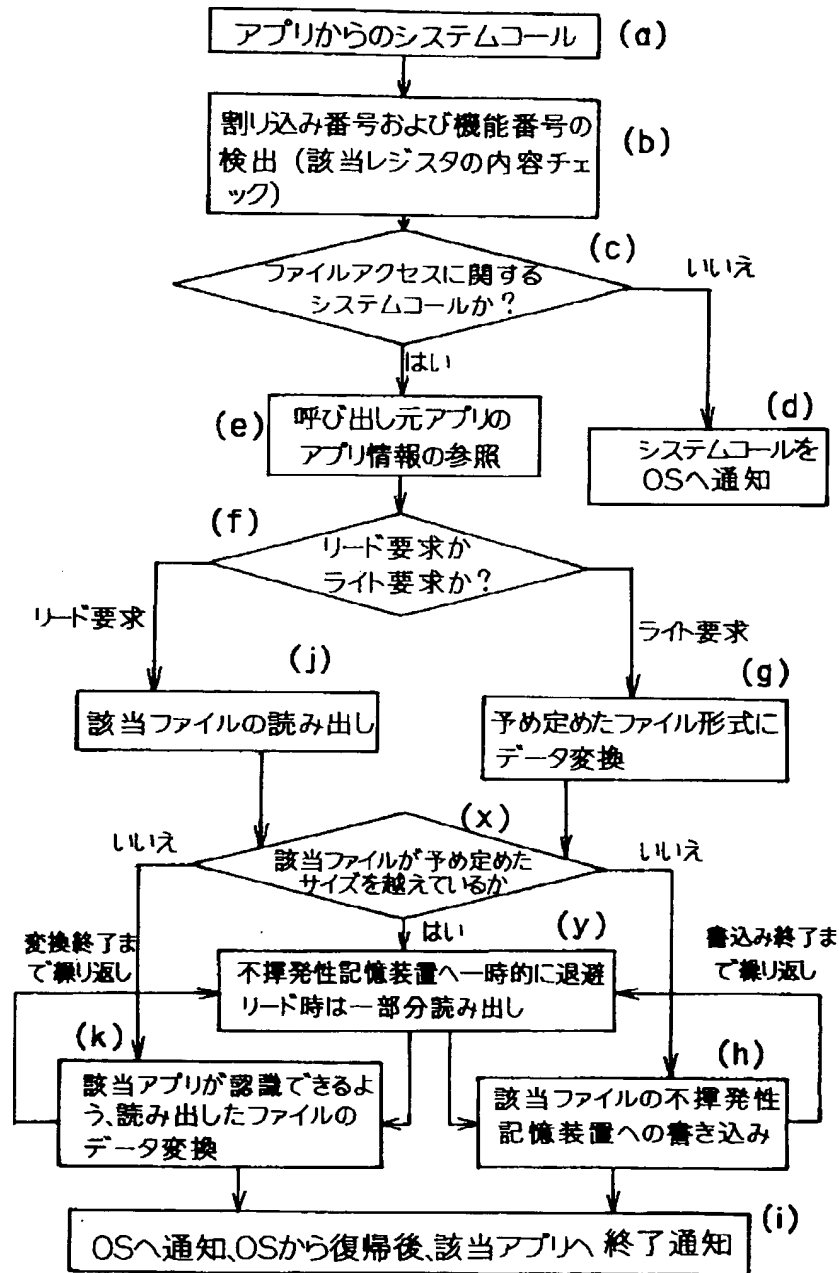 アプリからのシステムコール
(a)
割り込み番号および機能番号の
検出(該当レジスタの内容チェ
ック)
(b)
(c)
ファイルアクセスに関する
システムコールか?
いいえ
はい
(d)
システムコールを
OSへ通知
(e)
呼び出し元アプリの
アプリ情報の参照
(f)
リード要求か
ライト要求か?
リード要求
ライト要求
(j)
該当ファイルの読み出し
(g)
予め定めたファイル形式に
データ変換
(x)
いいえ
該当ファイルが予め定めた
サイズを越えているか
いいえ
はい
(y)
変換終了ま
で繰り返し
不揮発性記憶装置へ一時的に退避
リード時は一部分読み出し
書込み終了ま
で繰り返し
(k)
該当アプリが認識できるよ
う、読み出したファイルの
データ変換
(h)
該当ファイルの不揮発性
記憶装置への書き込み
(i)
OSへ通知、OSから復帰後、該当アプリへ終了通知